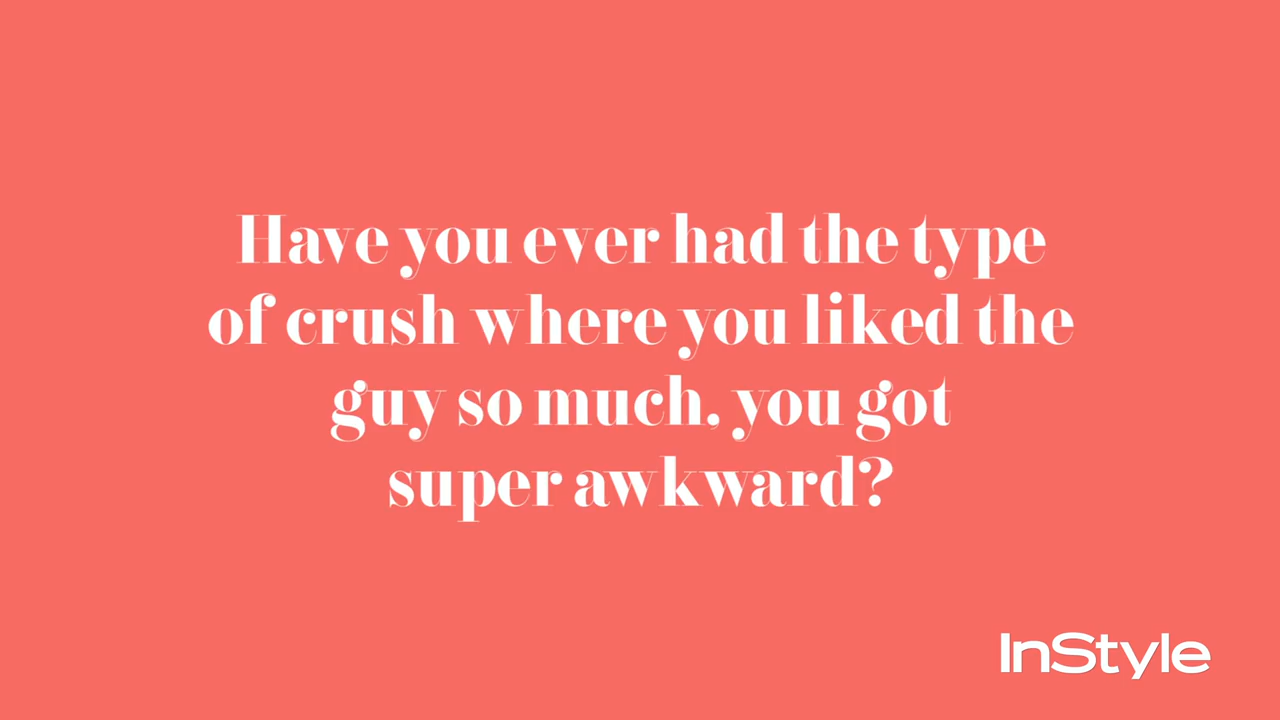 Have you ever had the type
of crush where you liked the
guy so much, you got
super awkward?
InStyle